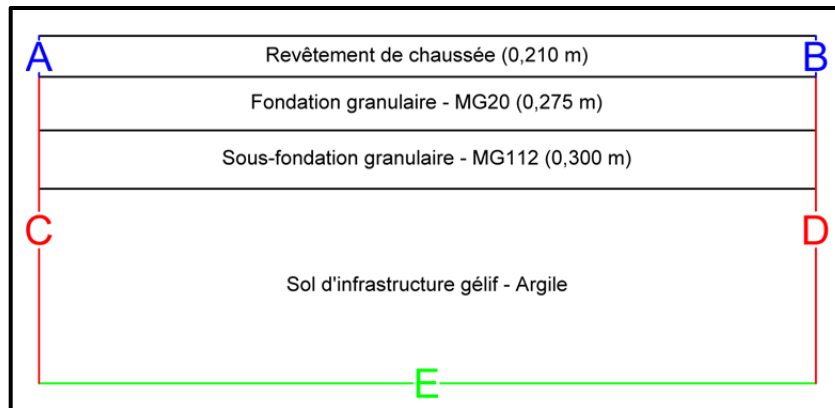 Revêtement de chaussée (0,210 m)
A
B
Fondation granulaire - MG20 (0,275 m)
Sous-fondation granulaire - MG112 (0,300 m)
C
D
Sol d'infrastructure gélif - Argile
E